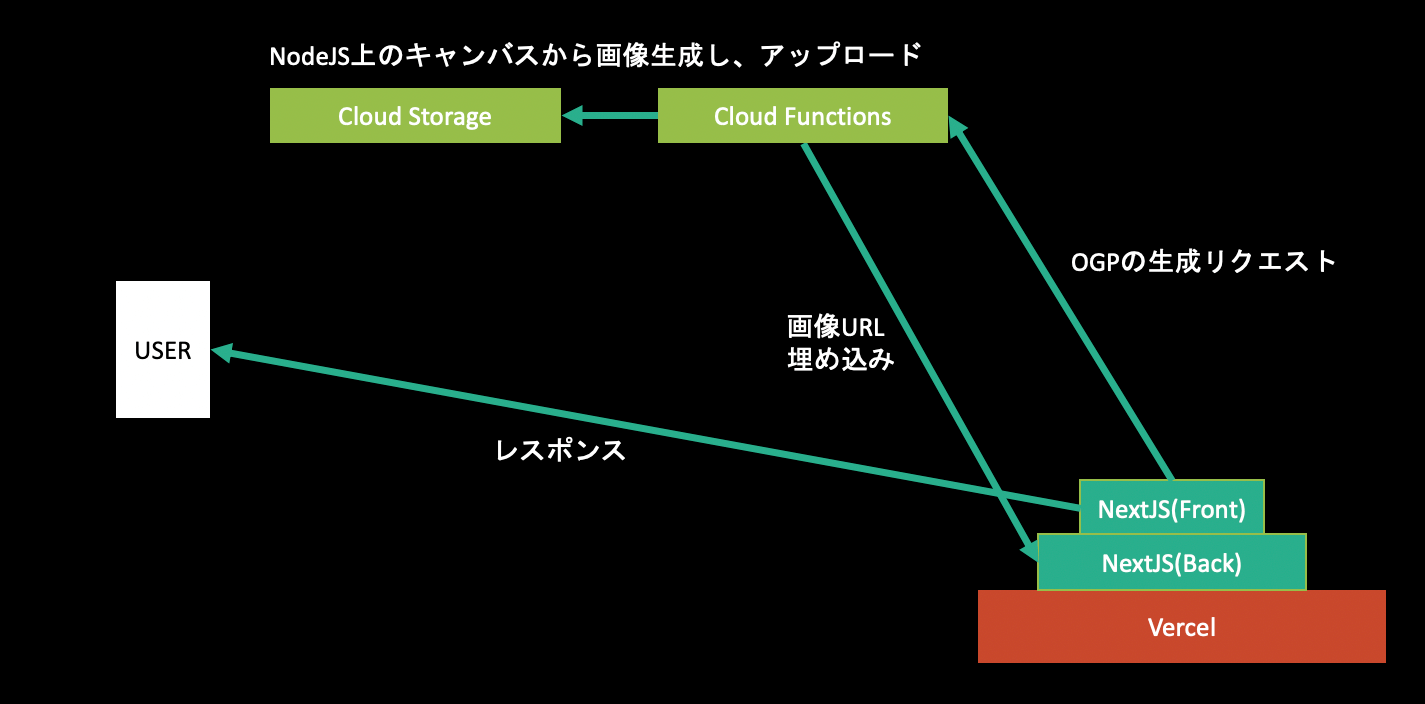 NodeJS上のキャンバスから画像生成し、アップロード
Cloud Storage
Cloud Functions
OGPの生成リクエスト
画像URL
埋め込み
USER
レスポンス
NextJS(Front)
NextJS(Back)
Vercel